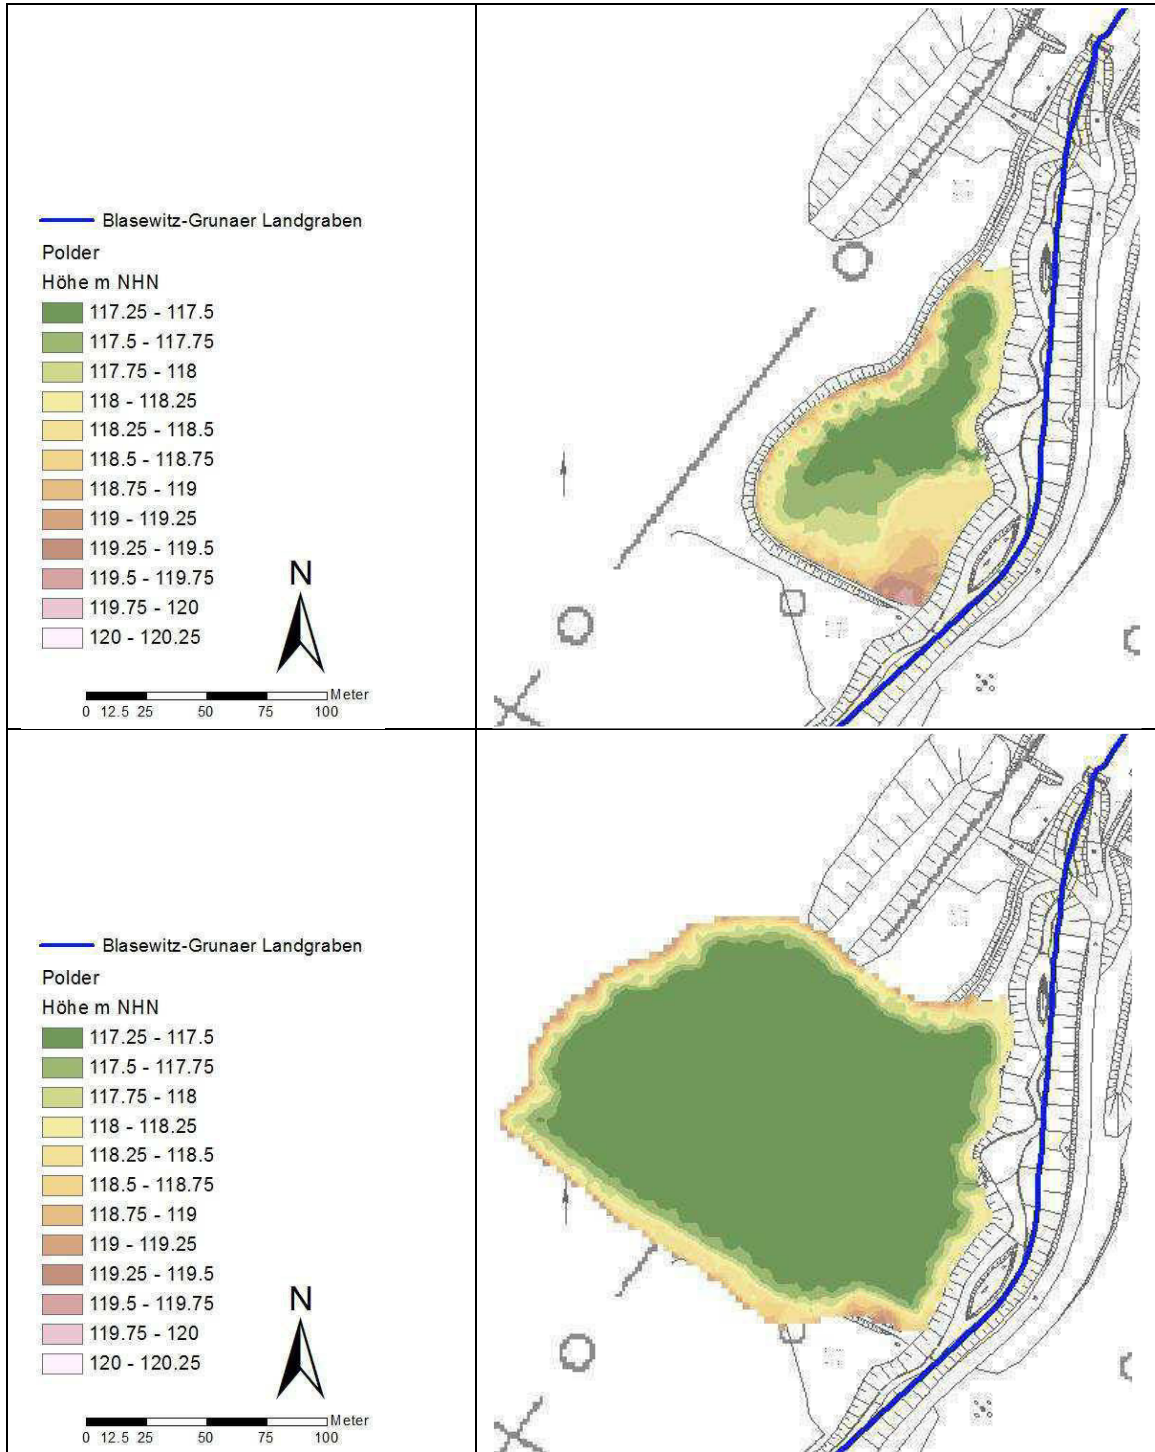 Blasewitz-Grunaer Landgraben
Polder
Höhe m NHN
117.25 - 117.5
117.5 - 117.75
117.75 - 118
118 - 118.25
118.25 - 118.5
118.5 - 118.75
118.75 - 119
119 - 119.25
119.25 - 119.5
119.5 - 119.75
119.75 - 120
120 - 120.25
N
Meter
0 12.5 25 50 75 100
Blasewitz-Grunaer Landgraben
Polder
Höhe m NHN
117.25 - 117.5
117.5 - 117.75
117.75 - 118
118 - 118.25
118.25 - 118.5
118.5 - 118.75
118.75 - 119
119 - 119.25
119.25 - 119.5
119.5 - 119.75
119.75 - 120
120 - 120.25
N
Meter
0 12.5 25 50 75 100